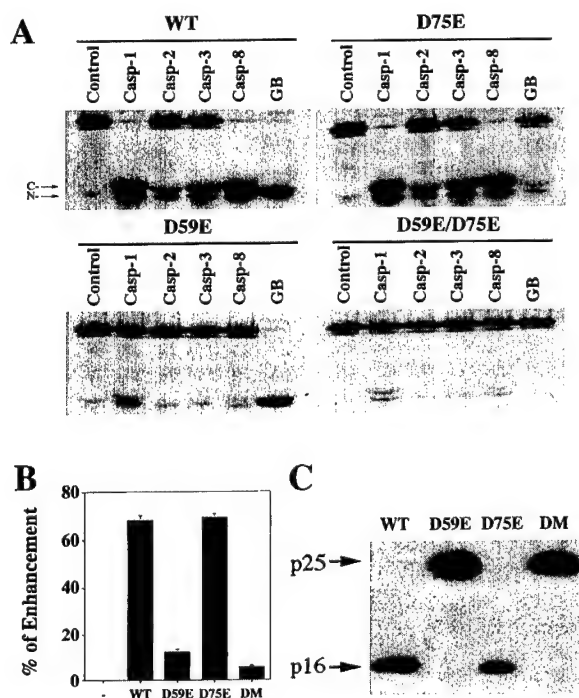 A
WT
D75E
Control Casp-1 Casp-2 Casp-3 Casp-8 GB
Control Casp-1 Casp-2 Casp-3 Casp-8 GB
C-
N-
D59E
D59E/D75E
Control Casp-1 Casp-2 Casp-3 Casp-8 GB
Control Casp-1 Casp-2 Casp-3 Casp-8 GB
B
% of Enhancement
80
60
40
20
0
- WT D59E D75E DM
C
WT D59E D75E DM
p25
p16